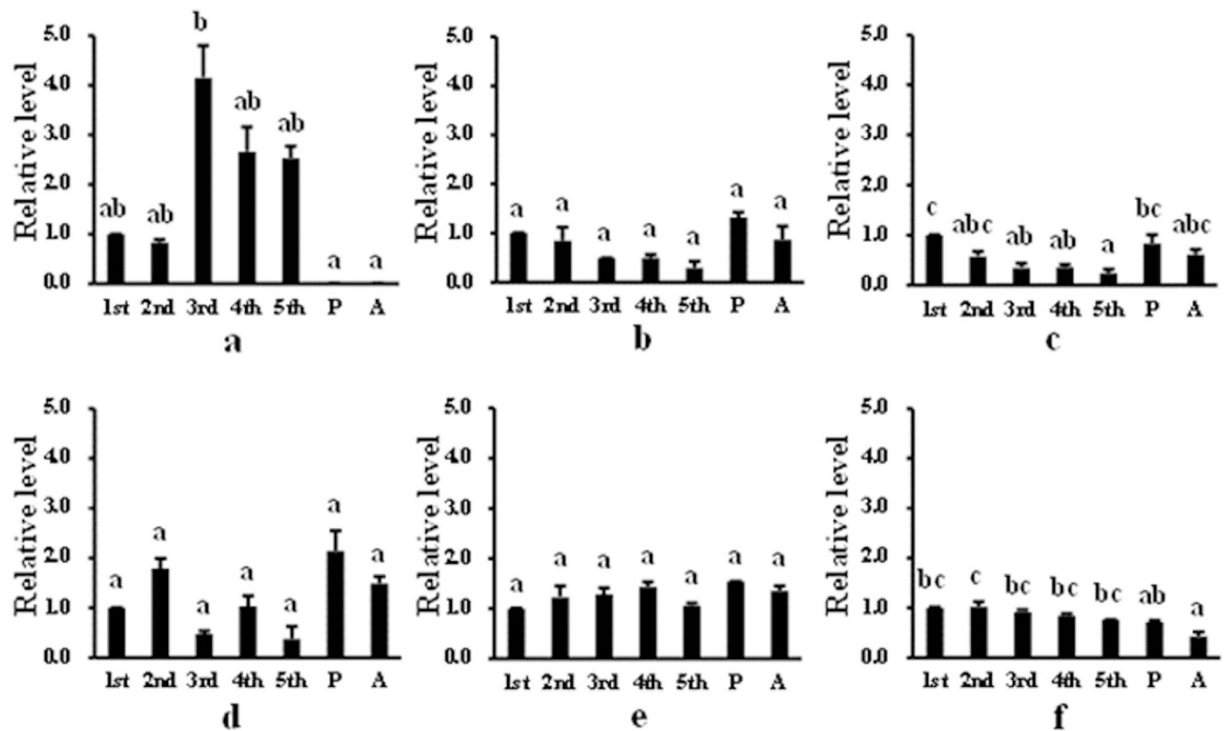 b
5.0
4.0
3.0
2.0
1.0
0.0
Relative level
ab ab ab ab a a
1st 2nd 3rd 4th 5th P A
a
5.0
4.0
3.0
2.0
1.0
0.0
Relative level
a a a a a a a
1st 2nd 3rd 4th 5th P A
b
5.0
4.0
3.0
2.0
1.0
0.0
Relative level
c abc ab ab a bc abc
1st 2nd 3rd 4th 5th P A
c
5.0
4.0
3.0
2.0
1.0
0.0
Relative level
a a a a a a a
1st 2nd 3rd 4th 5th P A
d
5.0
4.0
3.0
2.0
1.0
0.0
Relative level
a a a a a a a
1st 2nd 3rd 4th 5th P A
e
5.0
4.0
3.0
2.0
1.0
0.0
Relative level
bc c bc bc bc ab a
1st 2nd 3rd 4th 5th P A
f